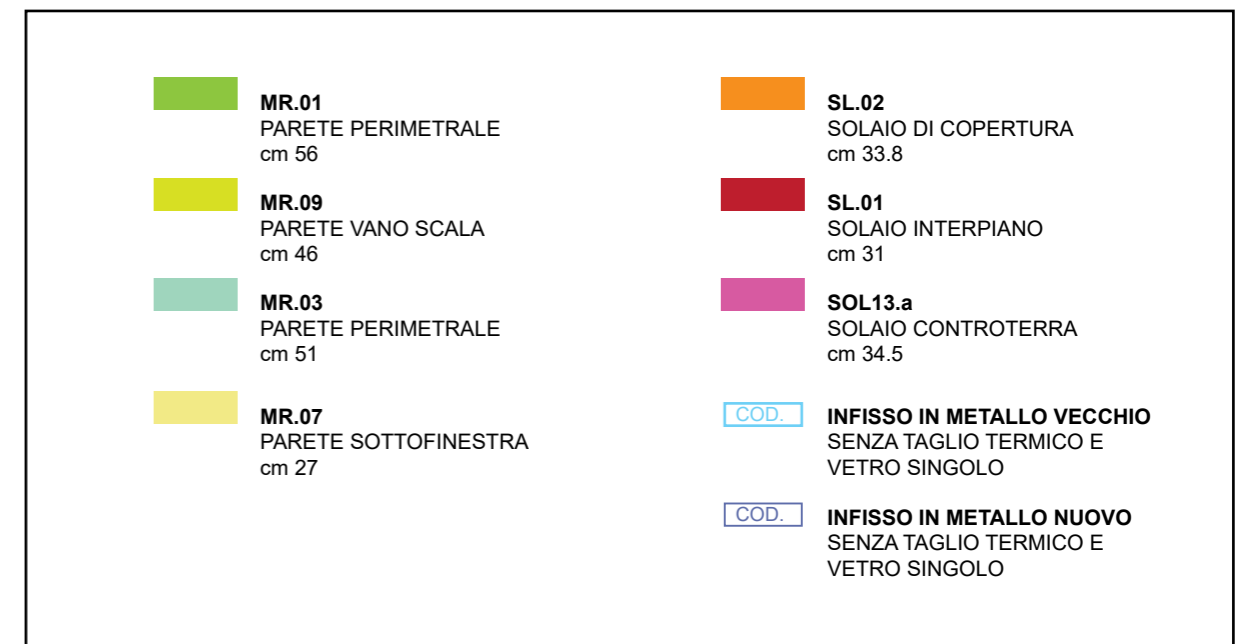 MR.01
PARETE PERIMETRALE
cm 56
MR.09
PARETE VANO SCALA
cm 46
MR.03
PARETE PERIMETRALE
cm 51
MR.07
PARETE SOTTOFINESTRA
cm 27
SL.02
SOLAIO DI COPERTURA
cm 33.8
SL.01
SOLAIO INTERPIANO
cm 31
SOL13.a
SOLAIO CONTROTERRA
cm 34.5
COD.
INFISSO IN METALLO VECCHIO
SENZA TAGLIO TERMICO E
VETRO SINGOLO
COD.
INFISSO IN METALLO NUOVO
SENZA TAGLIO TERMICO E
VETRO SINGOLO